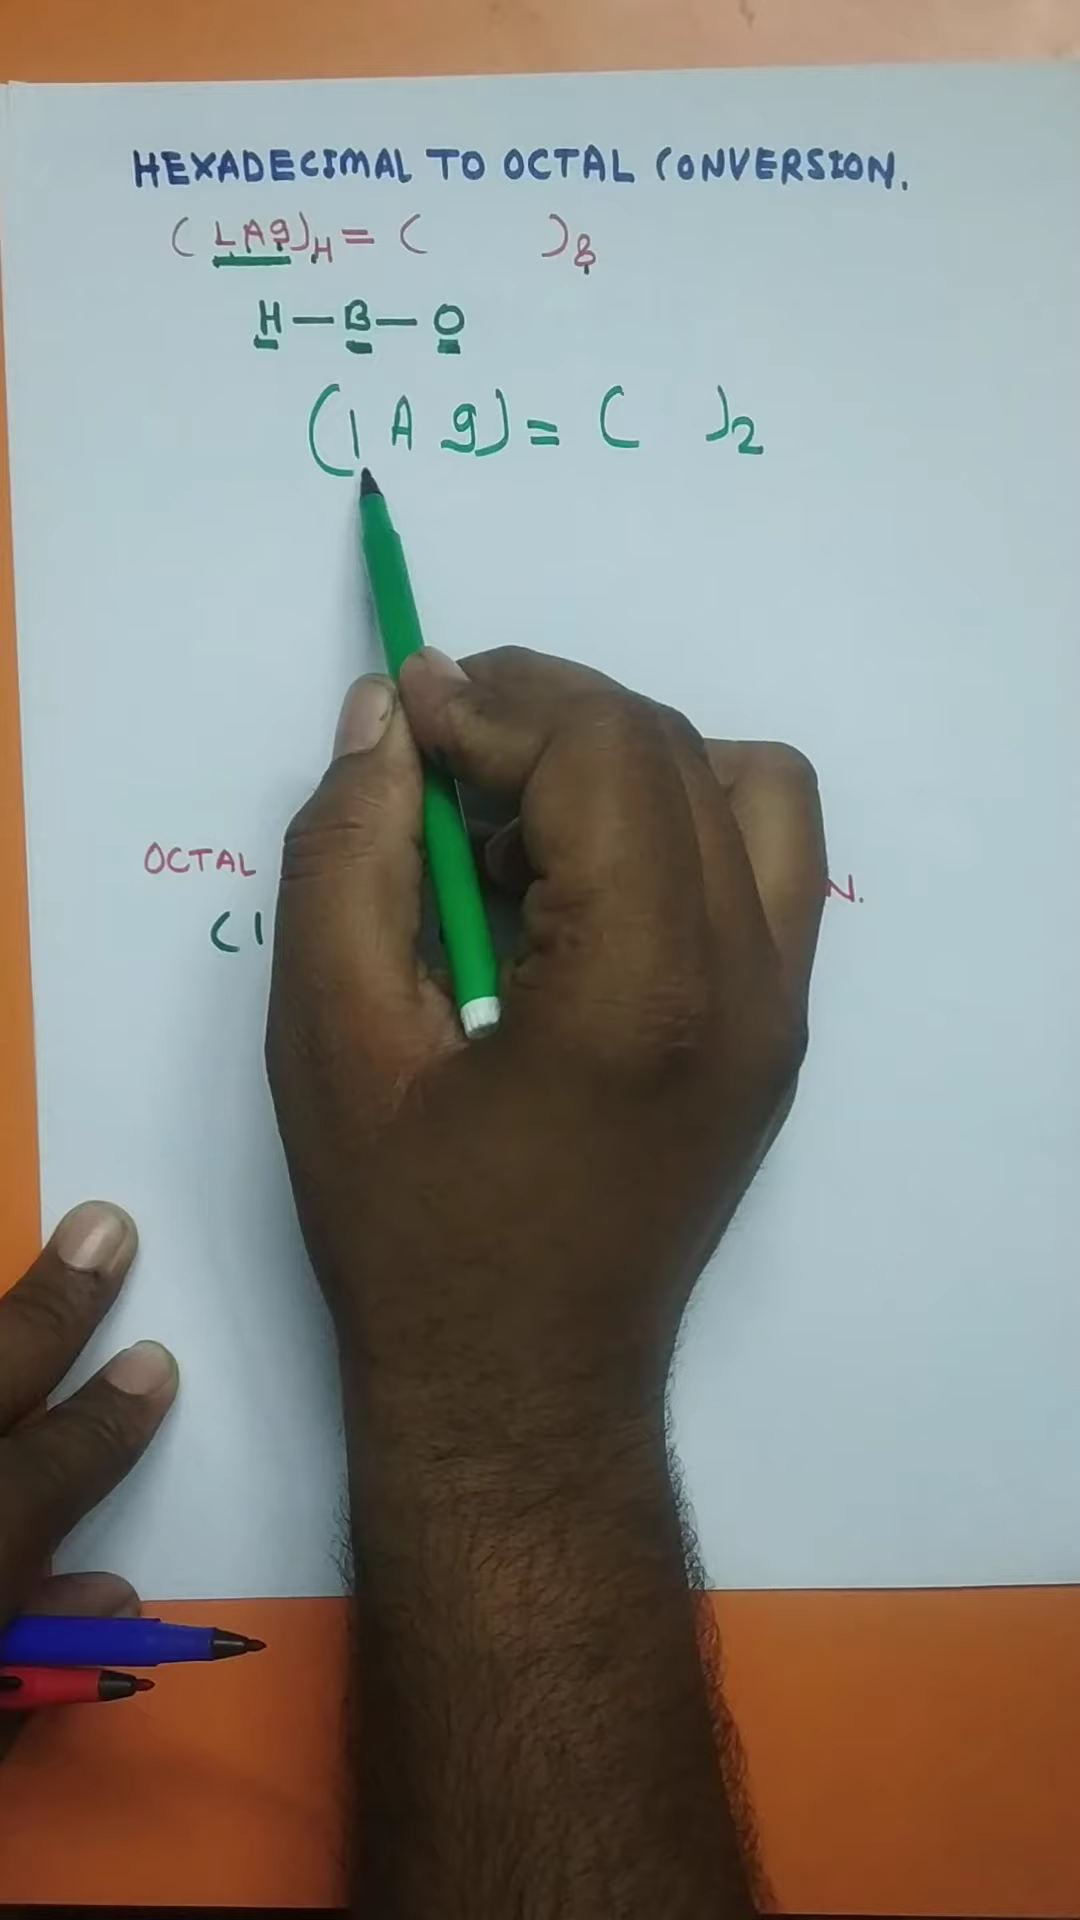 HEXADECIMAL TO OCTAL CONVERSION.
(1A9)H = ( )8
H — B — O
(1 A 9) = ( )2
OCTAL N.
(1